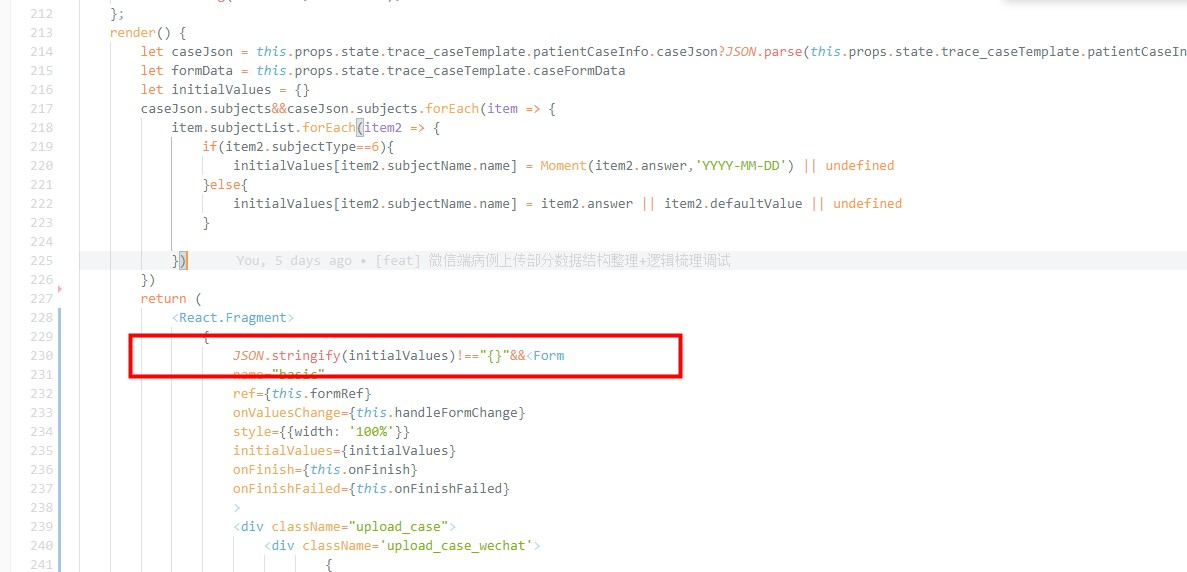 212 };
213 render() {
214 let caseJson = this.props.state.trace_caseTemplate.patientCaseInfo.caseJson?JSON.parse(this.props.state.trace_caseTemplate.patientCaseIn
215 let formData = this.props.state.trace_caseTemplate.caseFormData
216 let initialValues = {}
217 caseJson.subjects&&caseJson.subjects.forEach(item => {
218 item.subjectList.forEach(item2 => {
219 if(item2.subjectType==6){
220 initialValues[item2.subjectName.name] = Moment(item2.answer,'YYYY-MM-DD') || undefined
221 }else{
222 initialValues[item2.subjectName.name] = item2.answer || item2.defaultValue || undefined
223 }
224
225 }) You, 5 days ago • [feat] 微信端病例上传部分数据结构整理+逻辑梳理调试
226 })
227 return (
228 <React.Fragment>
229 {
230 JSON.stringify(initialValues)!=="{}"&&<Form
231 name="basic"
232 ref={this.formRef}
233 onValuesChange={this.handleFormChange}
234 style={{width: '100%'}}
235 initialValues={initialValues}
236 onFinish={this.onFinish}
237 onFinishFailed={this.onFinishFailed}
238 >
239 <div className="upload_case">
240 <div className='upload_case_wechat'>
241 {